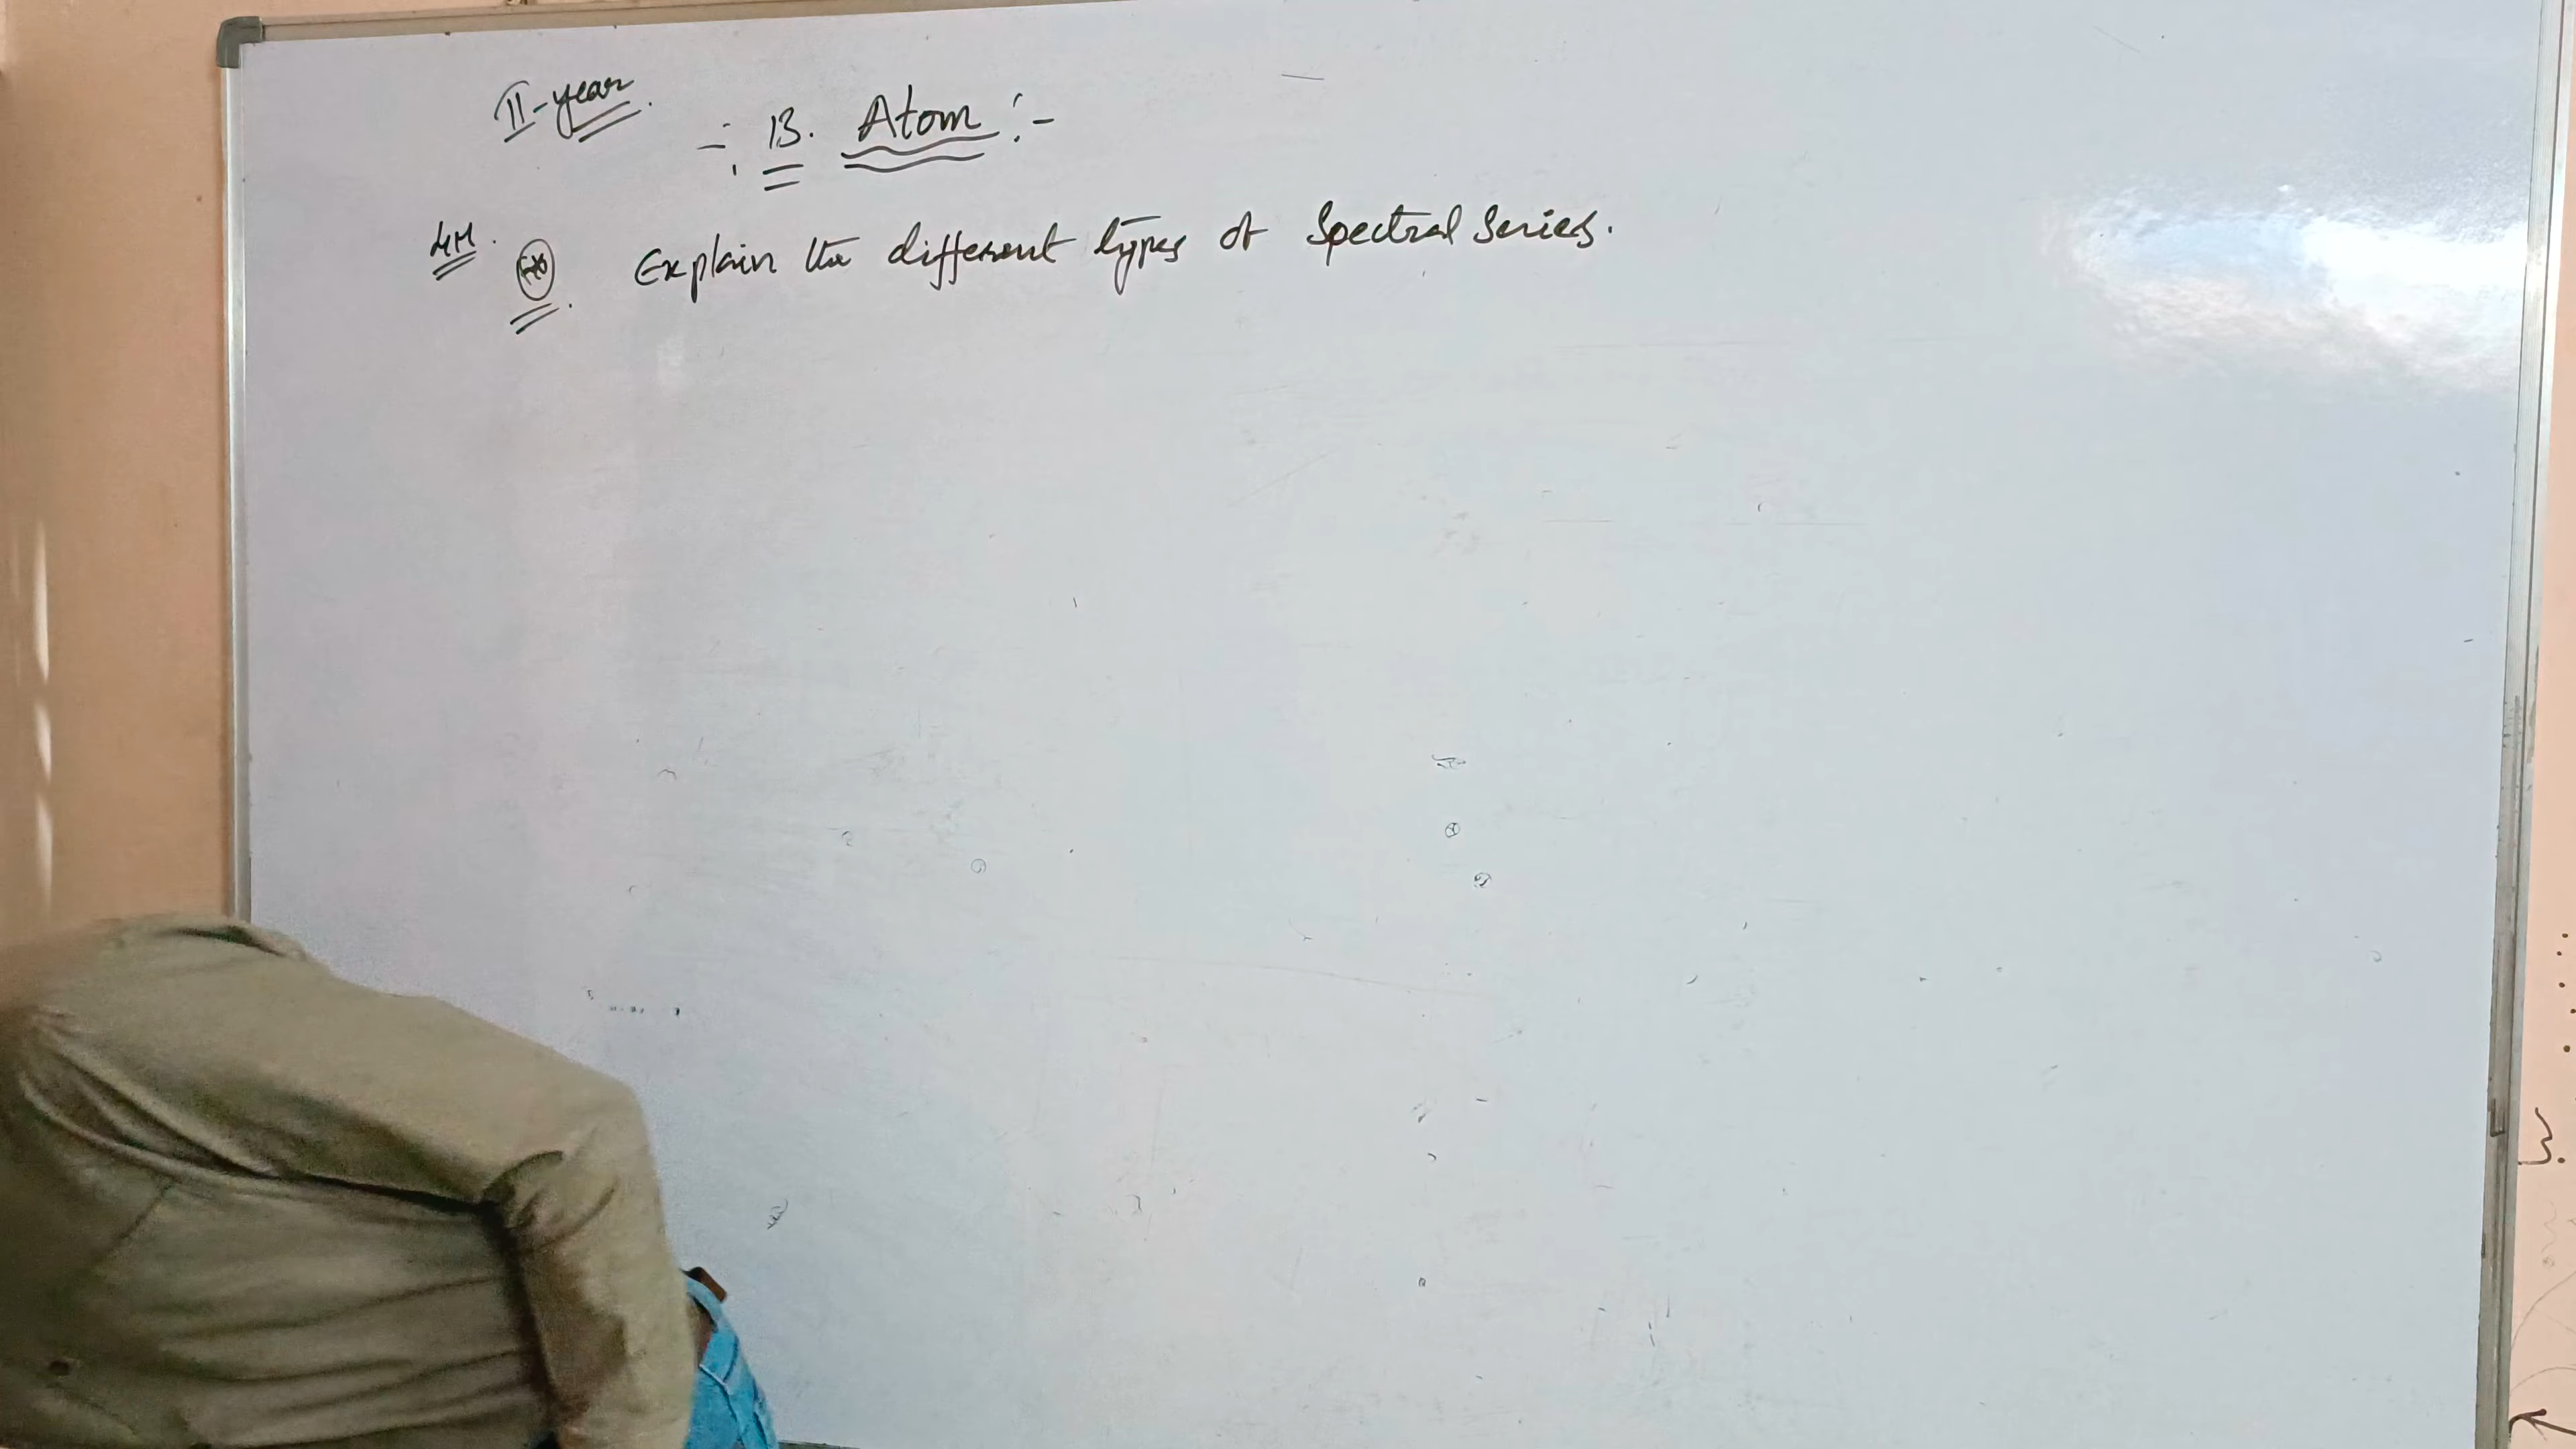 II-year.
-: 13. Atom :-
4M.
Explain the different types of Spectral Series.